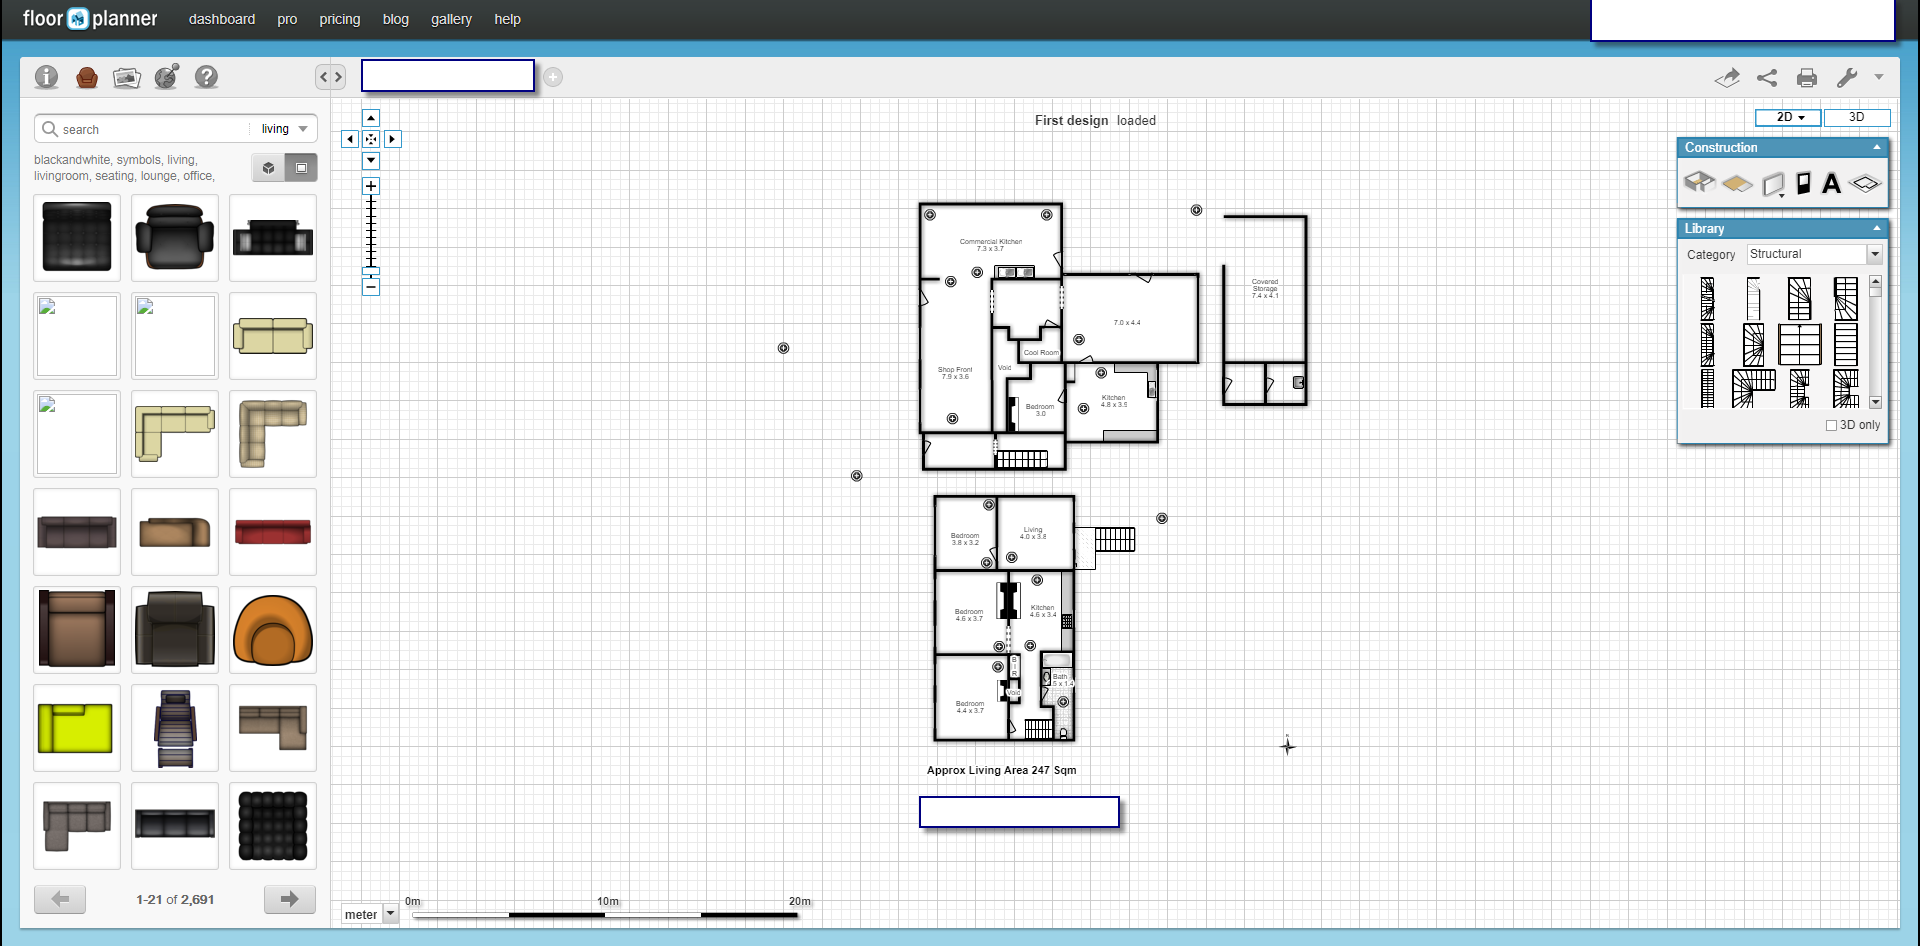 floor planner
dashboard pro pricing blog gallery help
search living
blackandwhite, symbols, living,
livingroom, seating, lounge, office,
1-21 of 2,691
First design loaded
2D 3D
Construction
A
Library
Category Structural
3D only
Commercial Kitchen
7.3 x 3.7
Covered
Storage
7.4 x 4.1
7.0 x 4.4
Cool Room
Void
Shop Front
7.9 x 3.6
Bedroom
3.0
Kitchen
4.8 x 3.9
Bedroom
3.8 x 3.2
Living
4.0 x 3.8
Bedroom
4.6 x 3.7
Kitchen
4.6 x 3.4
B
I
R
Bath
.5 x 1.4
Void
Bedroom
4.4 x 3.7
Approx Living Area 247 Sqm
meter
0m 10m 20m